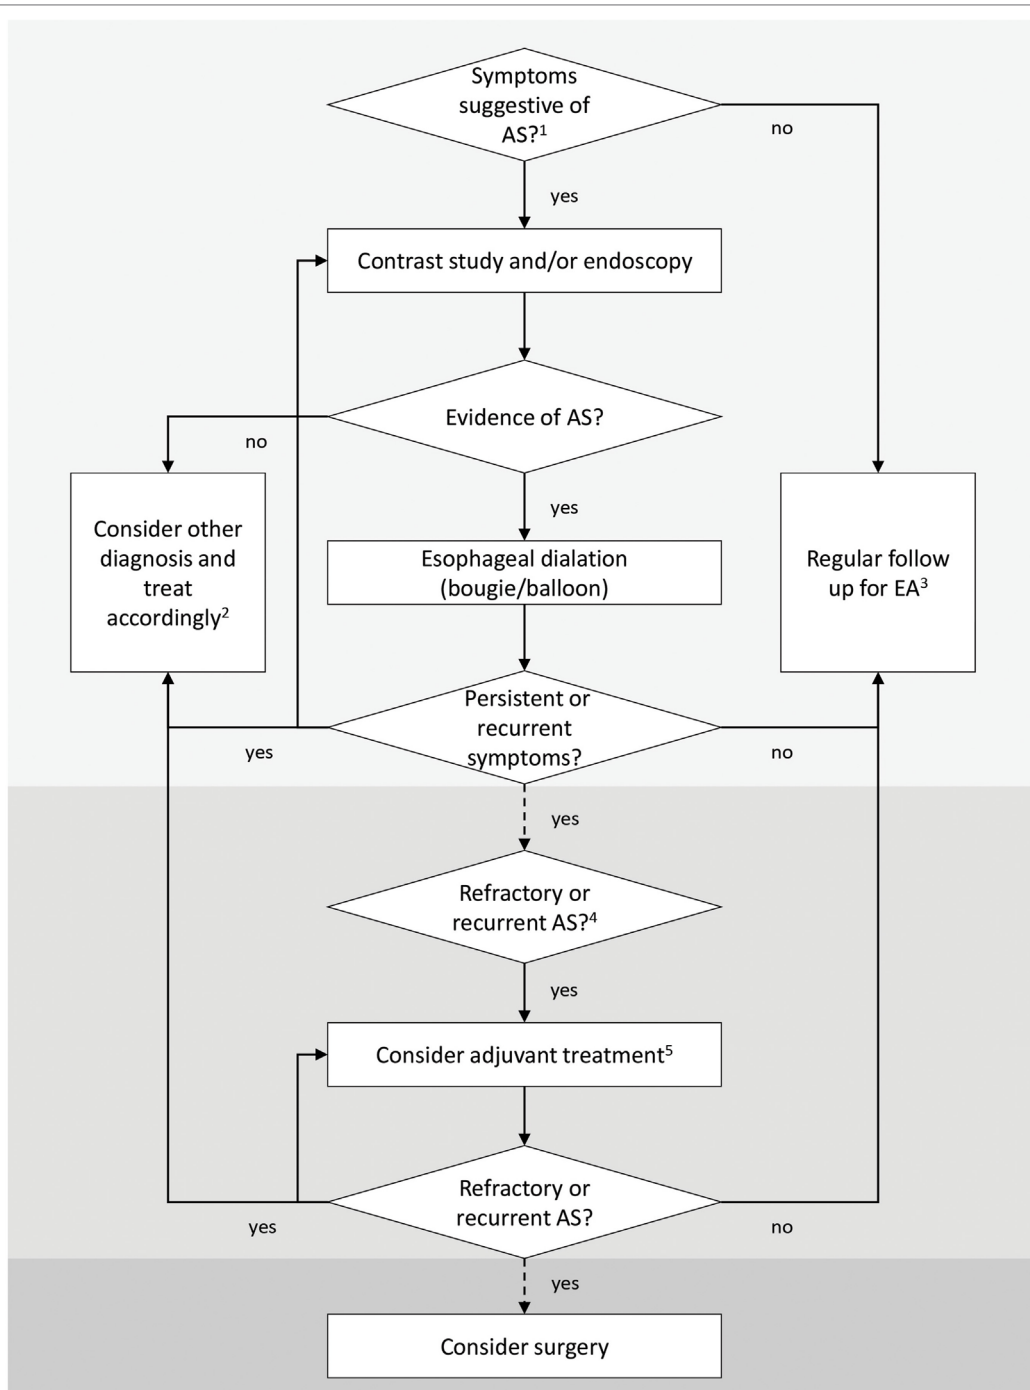 Symptoms
suggestive of
AS?¹
no
yes
Contrast study and/or endoscopy
Evidence of AS?
no
yes
Consider other
diagnosis and
treat
accordingly²
Esophageal dialation
(bougie/balloon)
Regular follow
up for EA³
Persistent or
recurrent
symptoms?
yes
no
yes
Refractory or
recurrent AS?⁴
yes
Consider adjuvant treatment⁵
Refractory or
recurrent AS?
yes
no
yes
Consider surgery